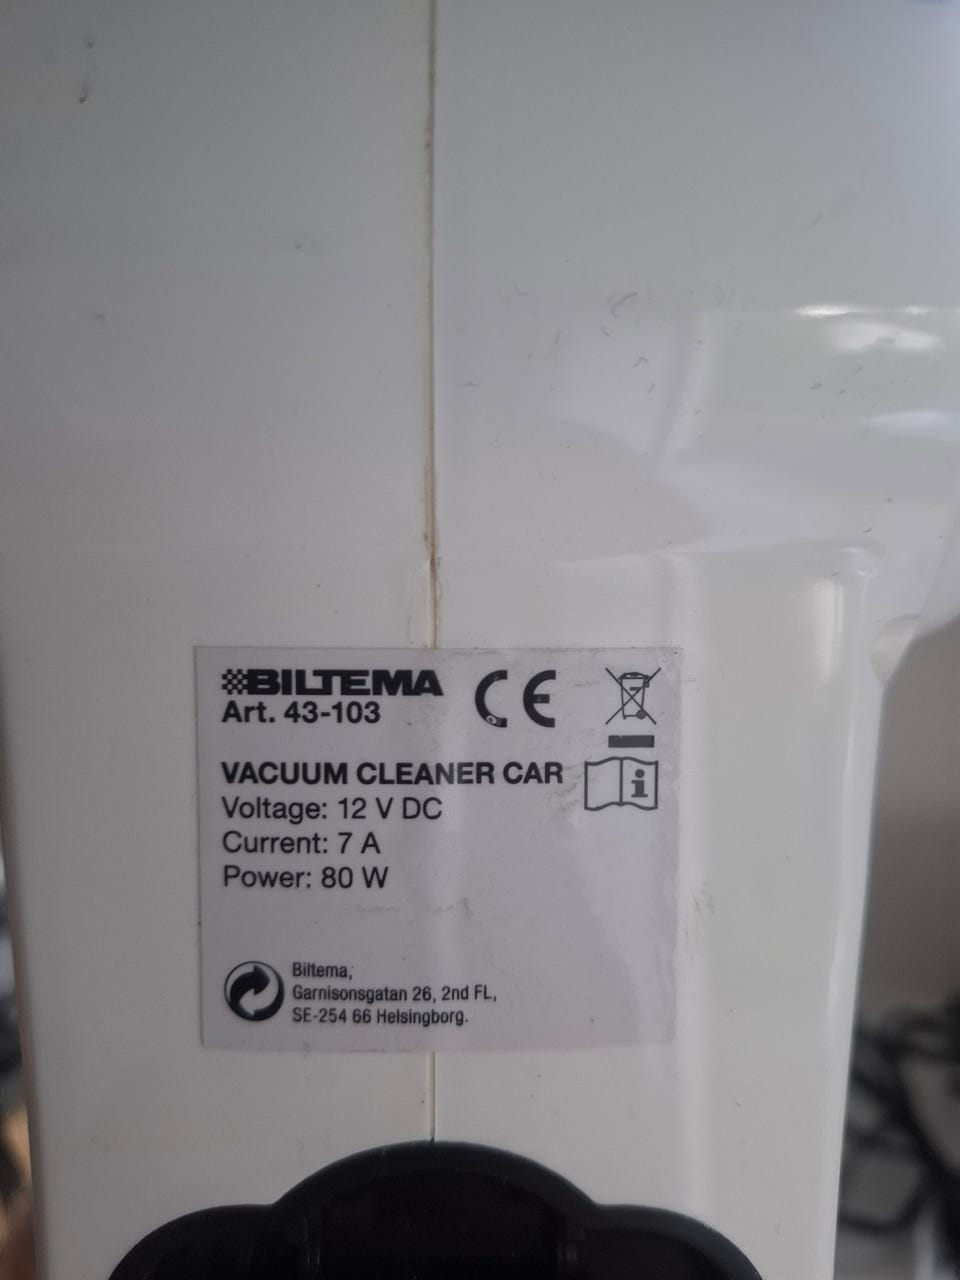 BILTEMA
Art. 43-103
CE
VACUUM CLEANER CAR
Voltage: 12 V DC
Current: 7 A
Power: 80 W
Biltema,
Garnisonsgatan 26, 2nd FL,
SE-254 66 Helsingborg.